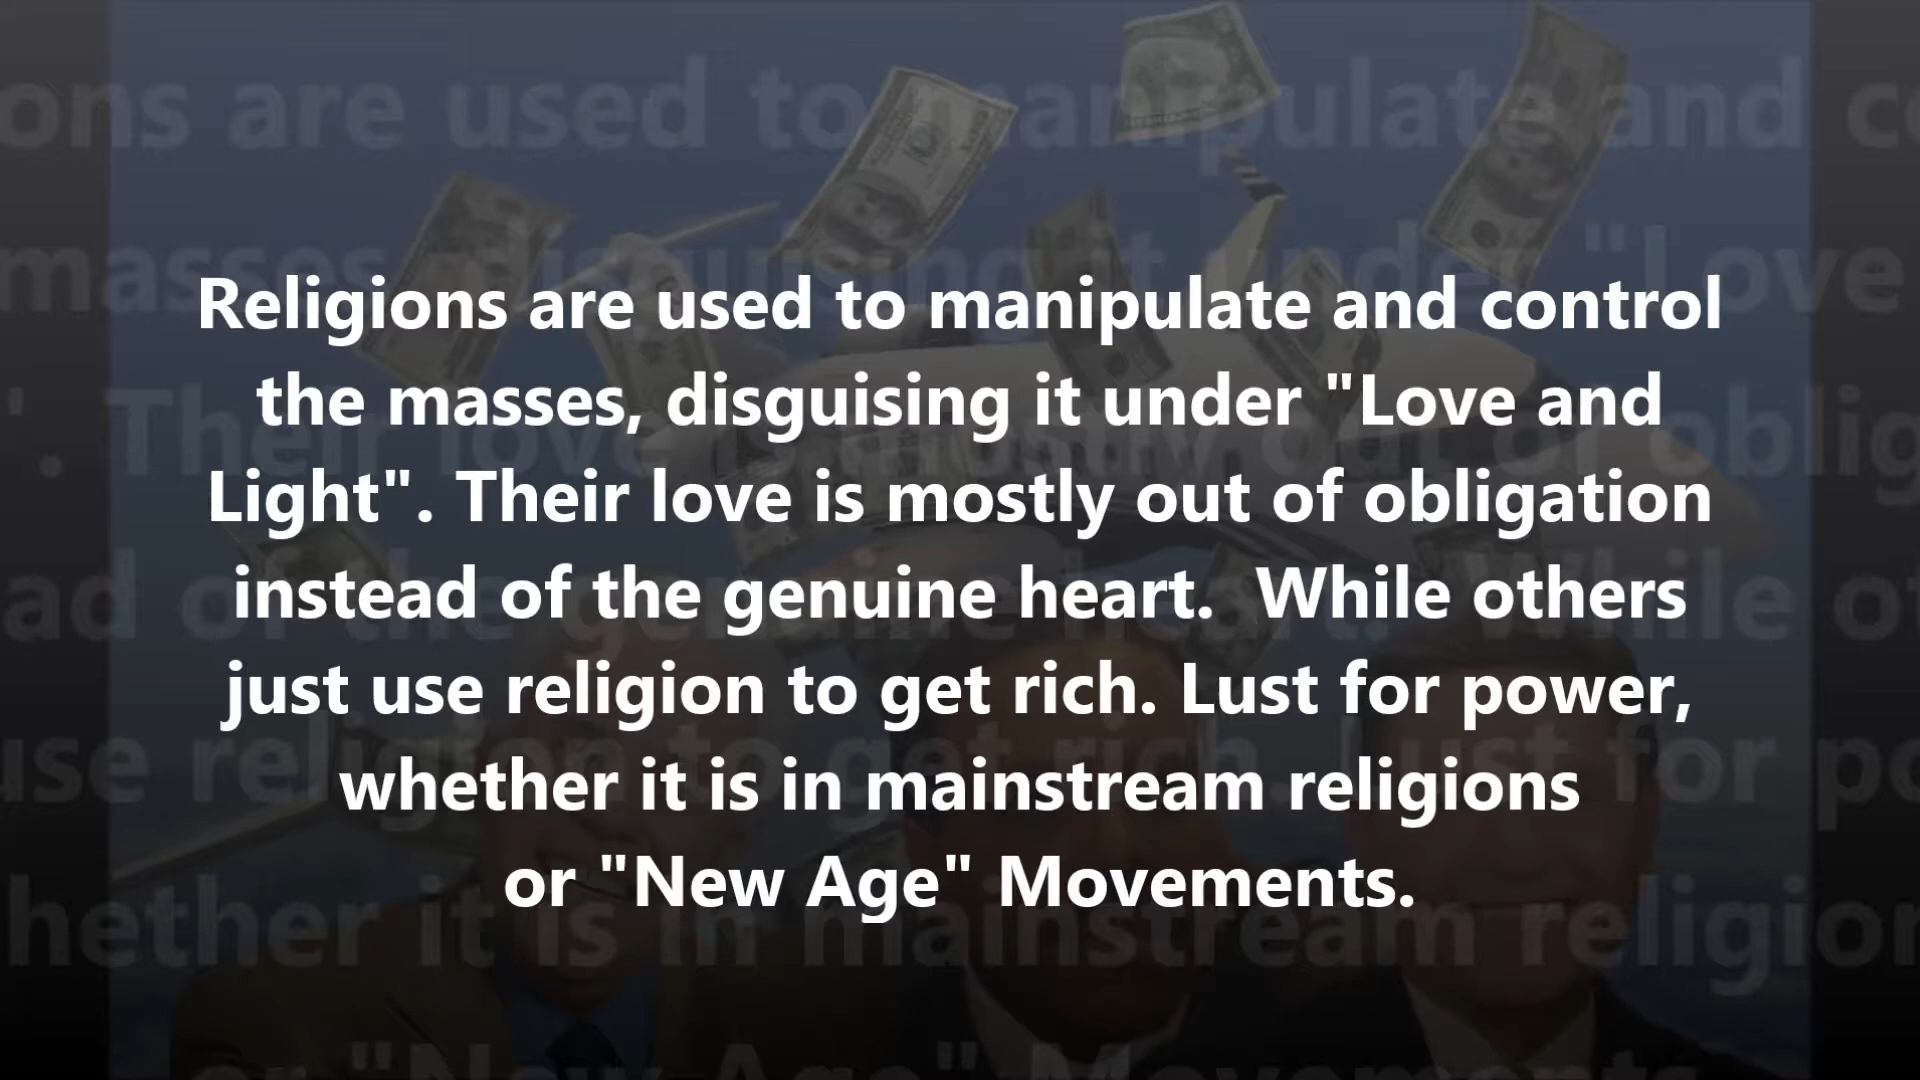 Religions are used to manipulate and control
the masses, disguising it under "Love and
Light". Their love is mostly out of obligation
instead of the genuine heart.  While others
just use religion to get rich. Lust for power,
whether it is in mainstream religions
or "New Age" Movements.